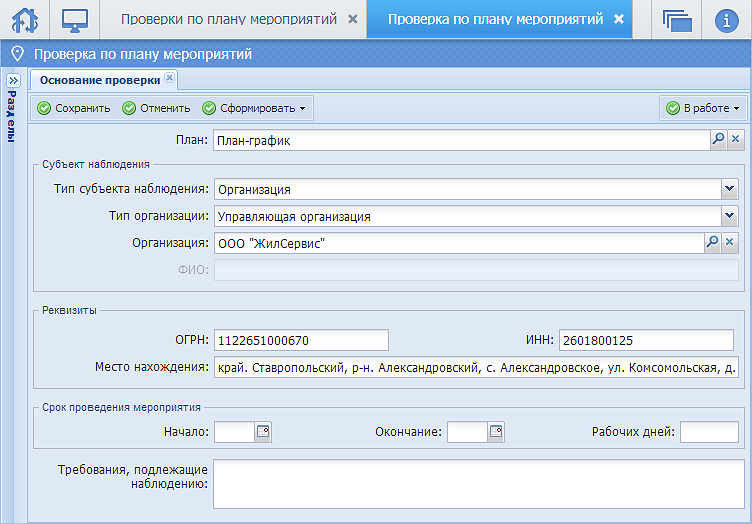 Проверки по плану мероприятий
Проверка по плану мероприятий
Проверка по плану мероприятий
Разделы
Основание проверки
Сохранить Отменить Сформировать В работе
План: План-график
Субъект наблюдения
Тип субъекта наблюдения: Организация
Тип организации: Управляющая организация
Организация: ООО "ЖилСервис"
ФИО:
Реквизиты
ОГРН: 1122651000670 ИНН: 2601800125
Место нахождения: край. Ставропольский, р-н. Александровский, с. Александровское, ул. Комсомольская, д.
Срок проведения мероприятия
Начало: Окончание: Рабочих дней:
Требования, подлежащие
наблюдению: